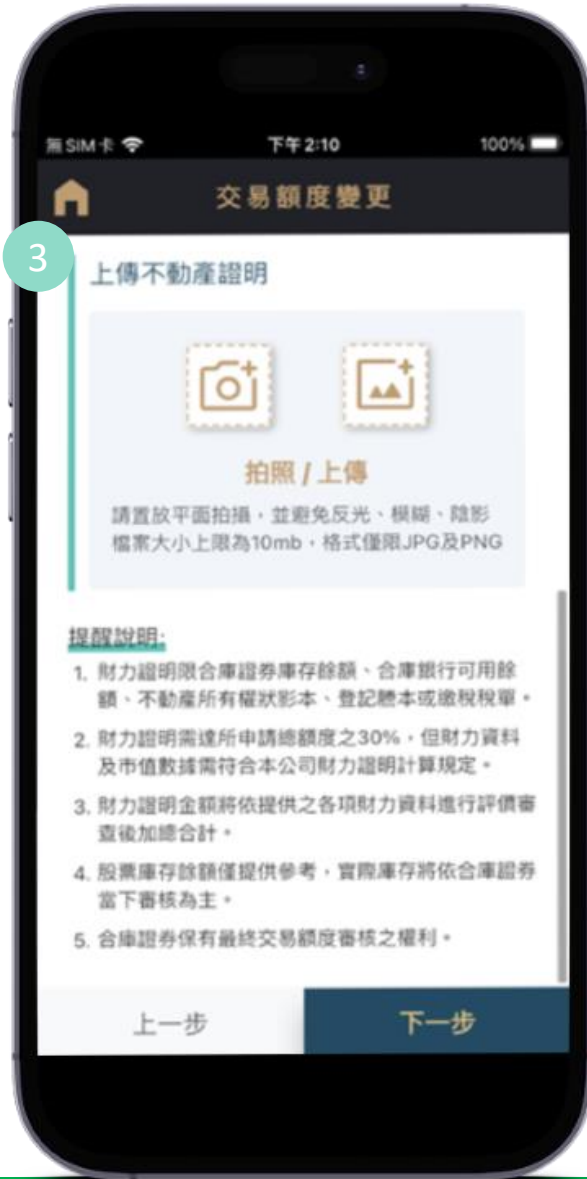 無SIM卡
下午2:10
100%
交易額度變更
3
上傳不動產證明
拍照 / 上傳
請置放平面拍攝，並避免反光、模糊、陰影
檔案大小上限為10mb，格式僅限JPG及PNG
提醒說明:
1. 財力證明限合庫證券庫存餘額、合庫銀行可用餘
額、不動產所有權狀影本、登記謄本或繳稅稅單。
2. 財力證明需達所申請總額度之30%，但財力資料
及市值數據需符合本公司財力證明計算規定。
3. 財力證明金額將依提供之各項財力資料進行評價審
查後加總合計。
4. 股票庫存餘額僅提供參考，實際庫存將依合庫證券
當下審核為主。
5. 合庫證券保有最終交易額度審核之權利。
上一步
下一步